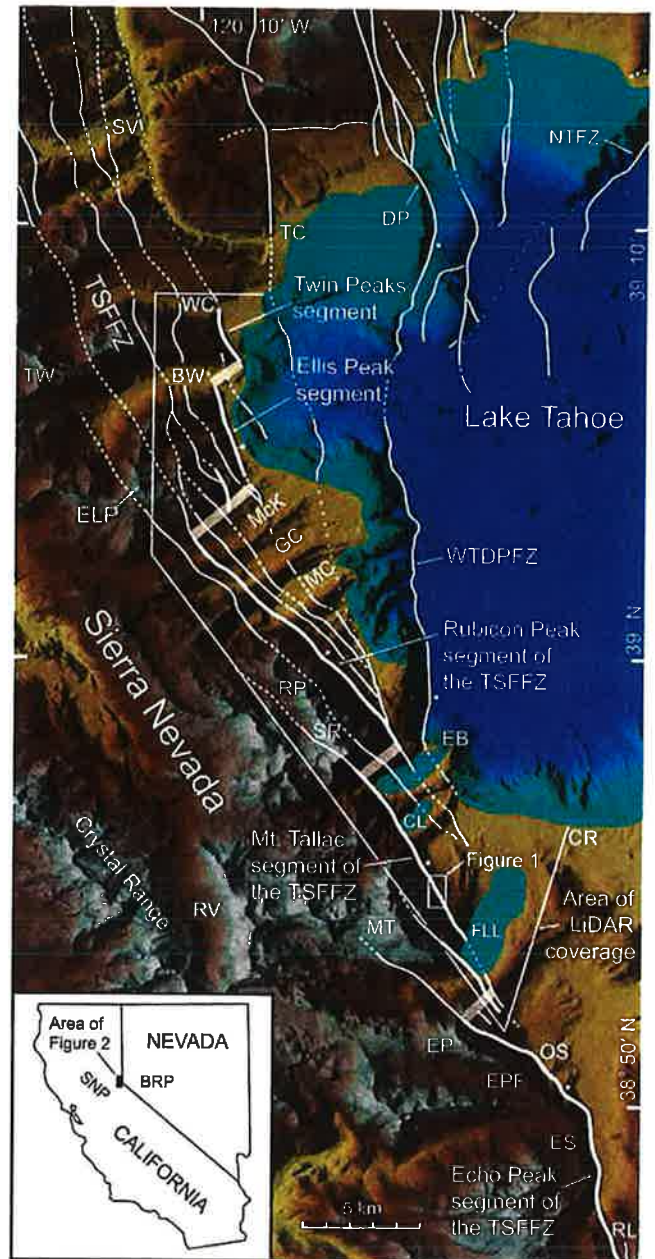 120 10' W
SV
NTFZ
DP
TC
39 10'
Twin Peaks
segment
WC
TSFFZ
TW
BW
Ellis Peak
segment
Lake Tahoe
ELP
McK
GC
MC
WTDPFZ
39 N
Sierra Nevada
Rubicon Peak
segment of
the TSFFZ
RP
SR
EB
CL
CR
Mt. Tallac
segment of
the TSFFZ
Figure 1
Crystal Range
RV
MT
FLL
Area of
LiDAR
coverage
38 50' N
EP
OS
EPF
ES
Echo Peak
segment
of the
TSFFZ
RL
5 km
Area of
Figure 2
NEVADA
SNP
BRP
CALIFORNIA